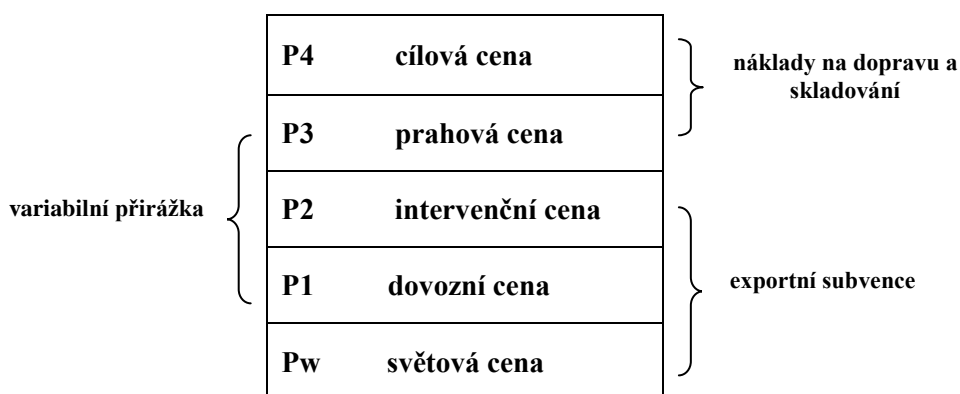 P4 cílová cena
náklady na dopravu a
skladování
P3 prahová cena
variabilní přirážka
P2 intervenční cena
P1 dovozní cena
exportní subvence
Pw světová cena